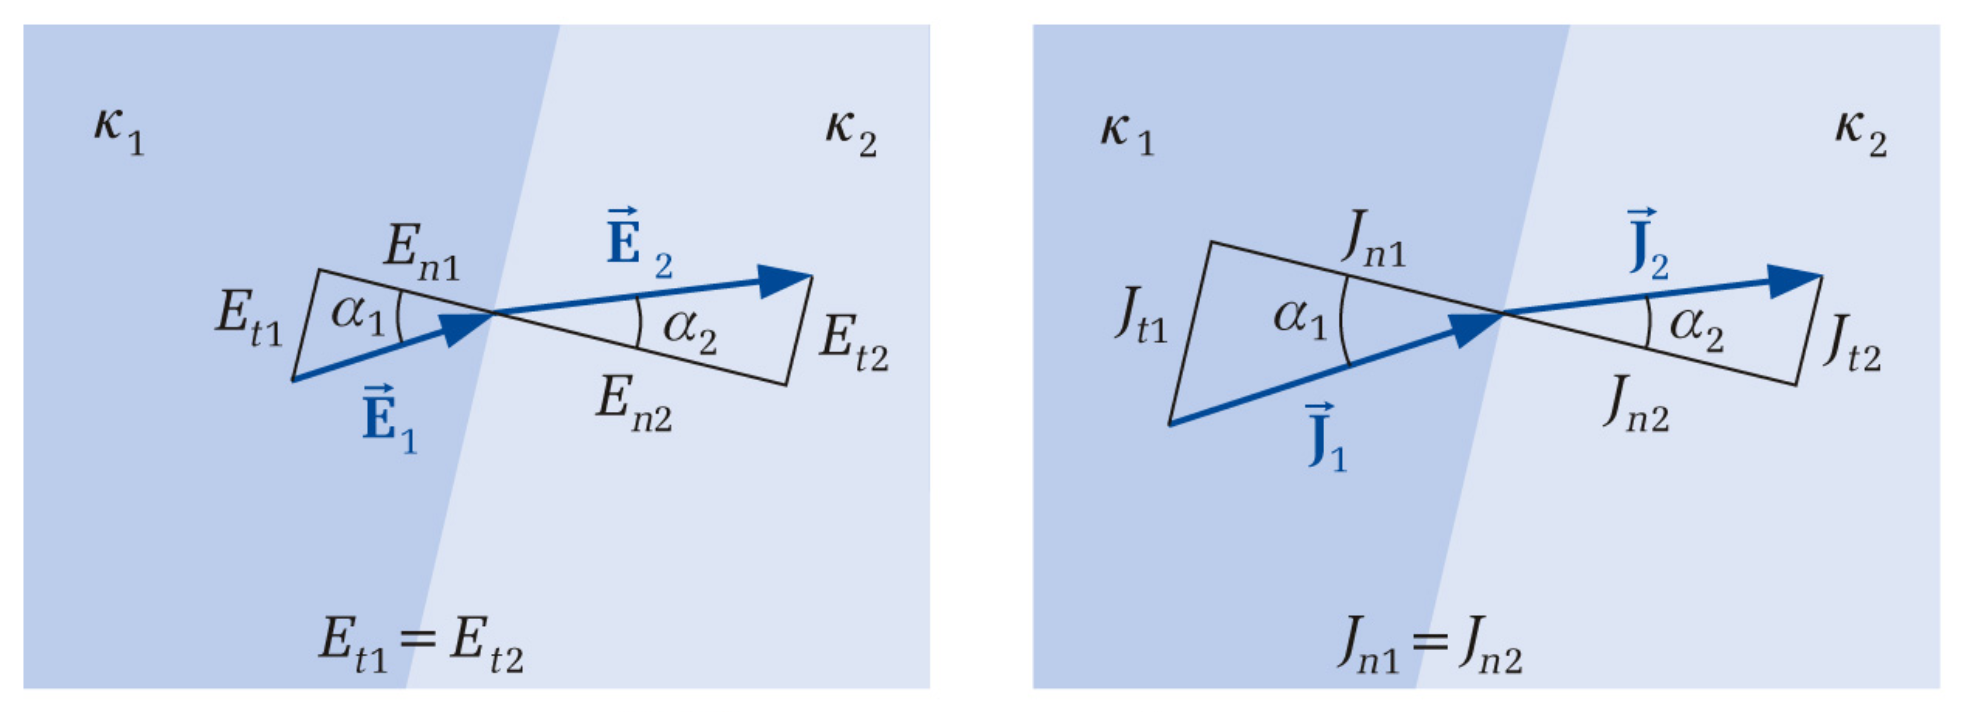 κ₁
κ₂
E⃗₂
Eₙ₁
Eₜ₁
α₁
α₂
Eₜ₂
Eₙ₂
E⃗₁
Eₜ₁ = Eₜ₂
κ₁
κ₂
Jₙ₁
J⃗₂
Jₜ₁
α₁
α₂
Jₜ₂
Jₙ₂
J⃗₁
Jₙ₁ = Jₙ₂